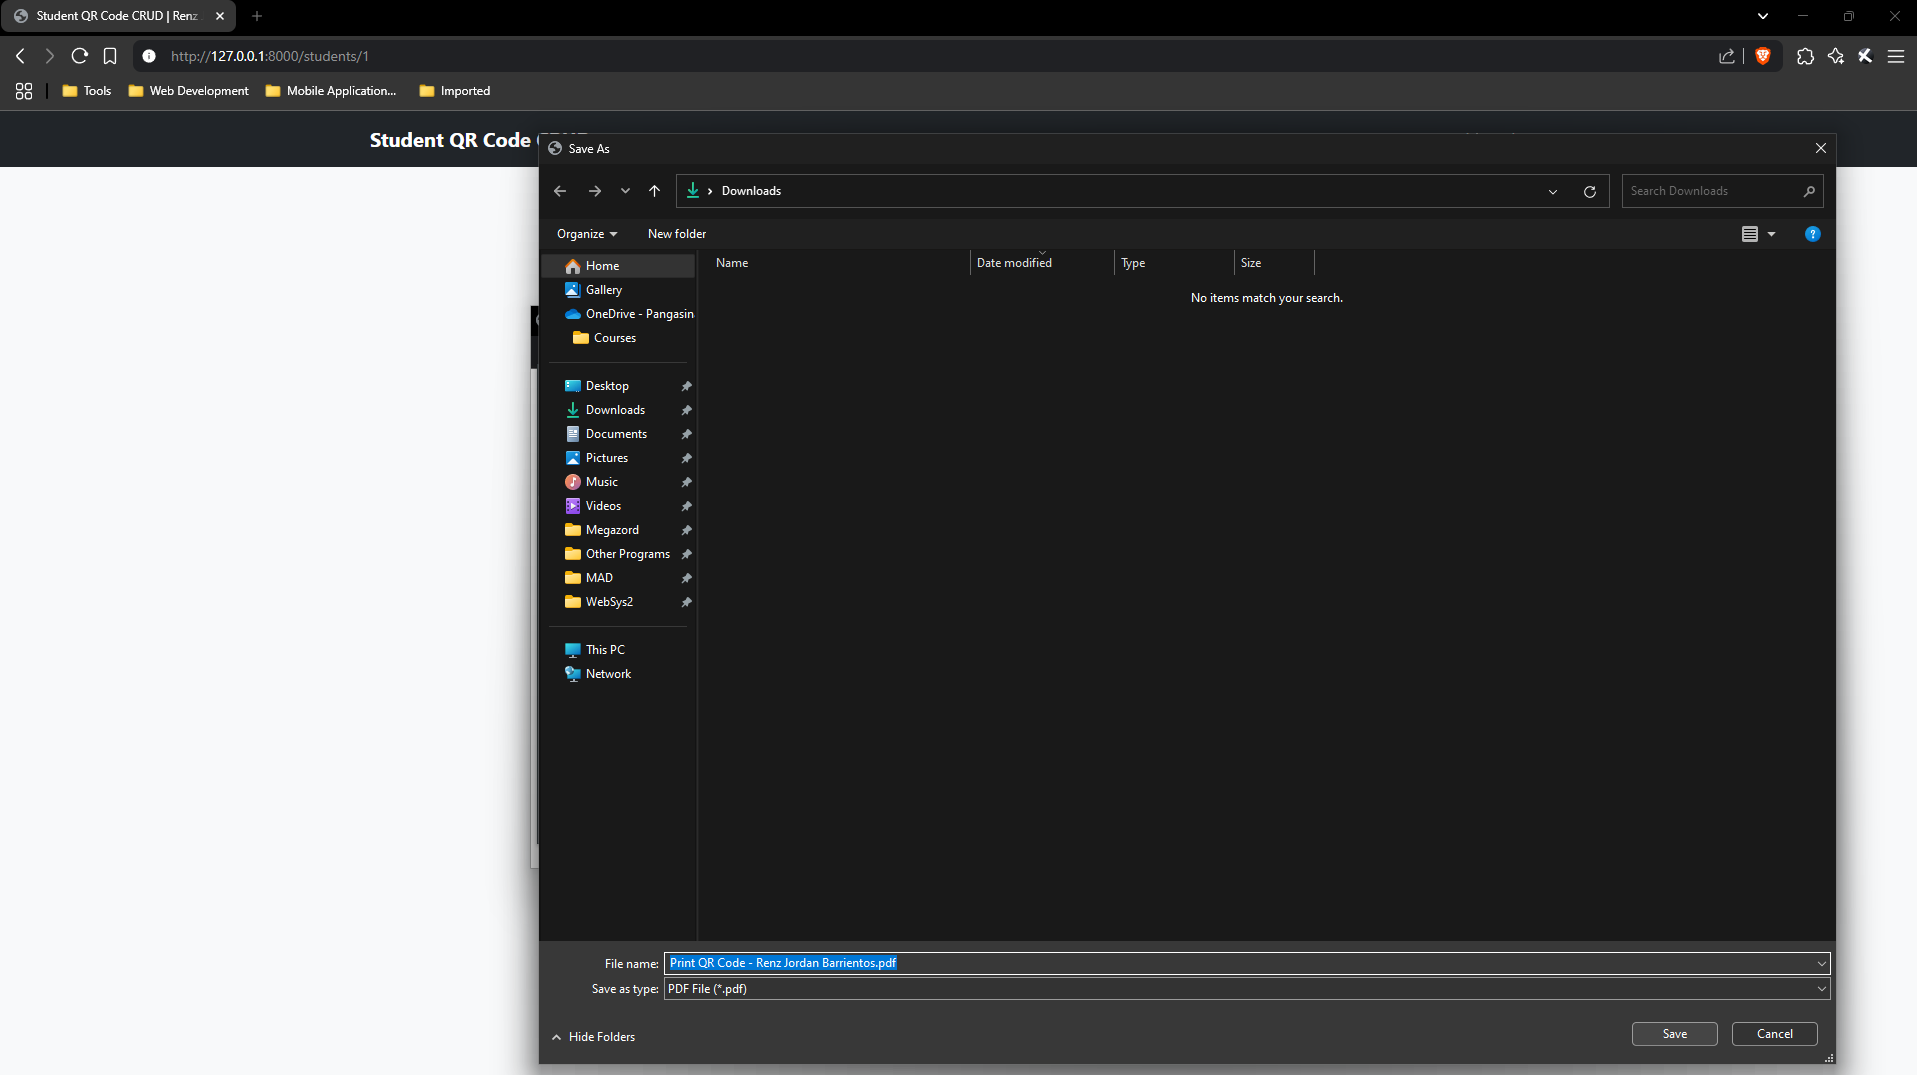 Student QR Code CRUD | Renz
http://127.0.0.1:8000/students/1
Tools
Web Development
Mobile Application...
Imported
Student QR Code
Save As
Downloads
Search Downloads
Organize
New folder
Name
Date modified
Type
Size
No items match your search.
Home
Gallery
OneDrive - Pangasin
Courses
Desktop
Downloads
Documents
Pictures
Music
Videos
Megazord
Other Programs
MAD
WebSys2
This PC
Network
File name: Print QR Code - Renz Jordan Barrientos.pdf
Save as type: PDF File (*.pdf)
Hide Folders
Save
Cancel